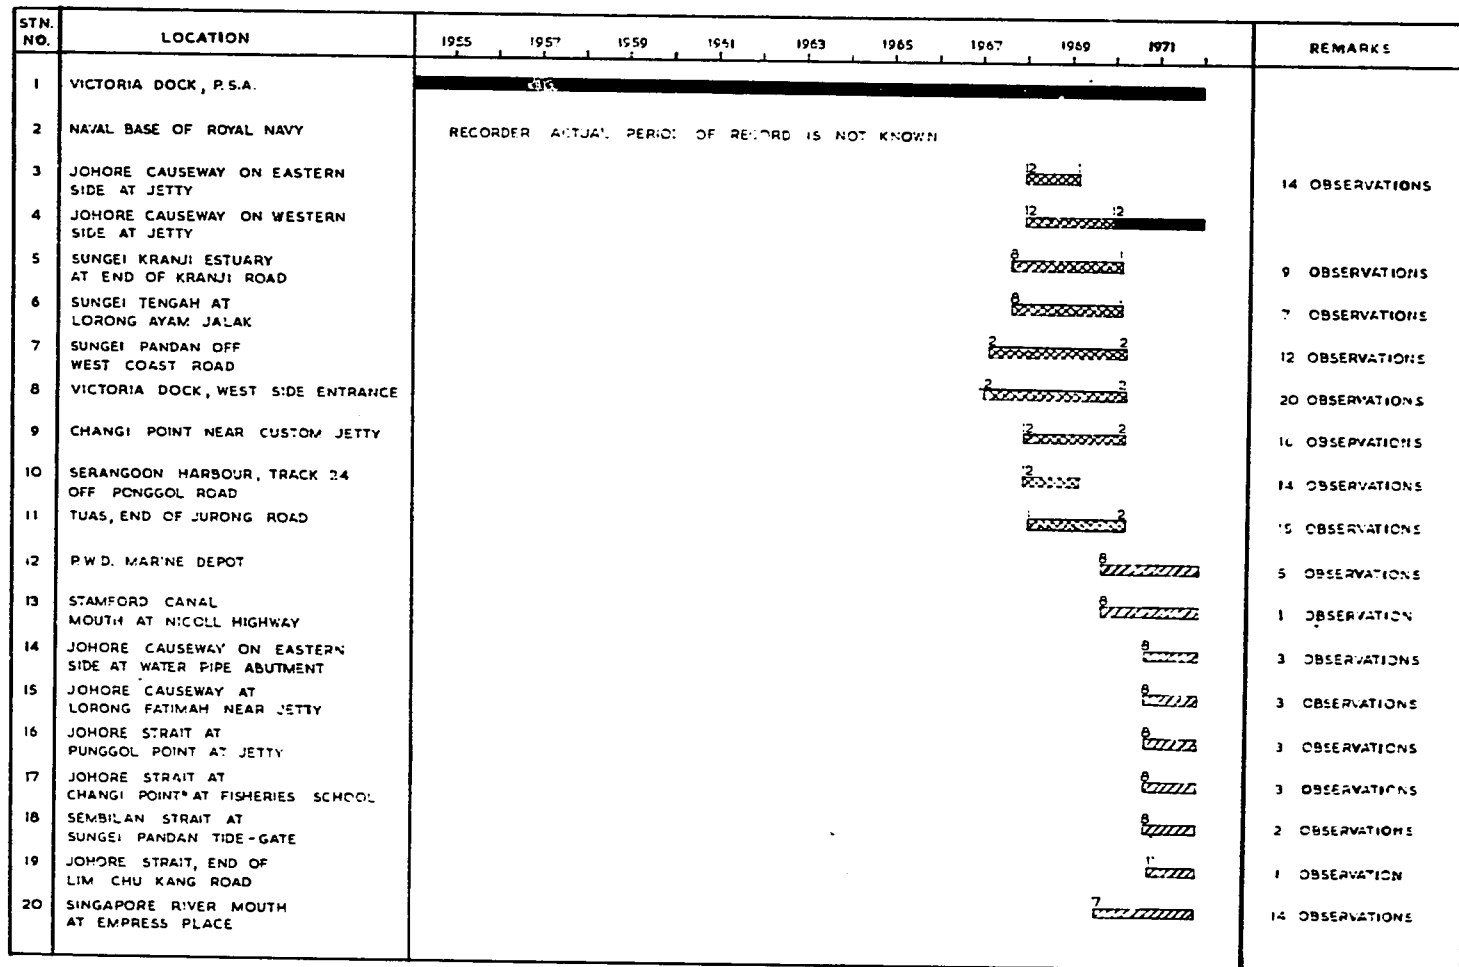 STN. NO. LOCATION 1955 1957 1959 1961 1963 1965 1967 1969 1971 REMARKS
1 VICTORIA DOCK, P.S.A.
2 NAVAL BASE OF ROYAL NAVY RECORDER ACTUAL PERIOD OF RECORD IS NOT KNOWN
3 JOHORE CAUSEWAY ON EASTERN 12 1
SIDE AT JETTY 14 OBSERVATIONS
4 JOHORE CAUSEWAY ON WESTERN 12 12
SIDE AT JETTY
5 SUNGEI KRANJI ESTUARY 8 1
AT END OF KRANJI ROAD 9 OBSERVATIONS
6 SUNGEI TENGAH AT 8
LORONG AYAM JALAK 7 OBSERVATIONS
7 SUNGEI PANDAN OFF 2 2
WEST COAST ROAD 12 OBSERVATIONS
8 VICTORIA DOCK, WEST SIDE ENTRANCE 2 2 20 OBSERVATIONS
9 CHANGI POINT NEAR CUSTOM JETTY 12 2 OBSERVATIONS
10 SERANGOON HARBOUR, TRACK 24 12
OFF PONGGOL ROAD 14 OBSERVATIONS
11 TUAS, END OF JURONG ROAD 1 2 15 OBSERVATIONS
12 P.W.D. MARINE DEPOT 8 5 OBSERVATIONS
13 STAMFORD CANAL 8
MOUTH AT NICOLL HIGHWAY 1 OBSERVATION
14 JOHORE CAUSEWAY ON EASTERN 8
SIDE AT WATER PIPE ABUTMENT 3 OBSERVATIONS
15 JOHORE CAUSEWAY AT 8
LORONG FATIMAH NEAR JETTY 3 OBSERVATIONS
16 JOHORE STRAIT AT 8
PUNGGOL POINT AT JETTY 3 OBSERVATIONS
17 JOHORE STRAIT AT 8
CHANGI POINT AT FISHERIES SCHOOL 3 OBSERVATIONS
18 SEMBILAN STRAIT AT 8
SUNGEI PANDAN TIDE-GATE 2 OBSERVATIONS
19 JOHORE STRAIT, END OF 11
LIM CHU KANG ROAD 1 OBSERVATION
20 SINGAPORE RIVER MOUTH 7
AT EMPRESS PLACE 14 OBSERVATIONS